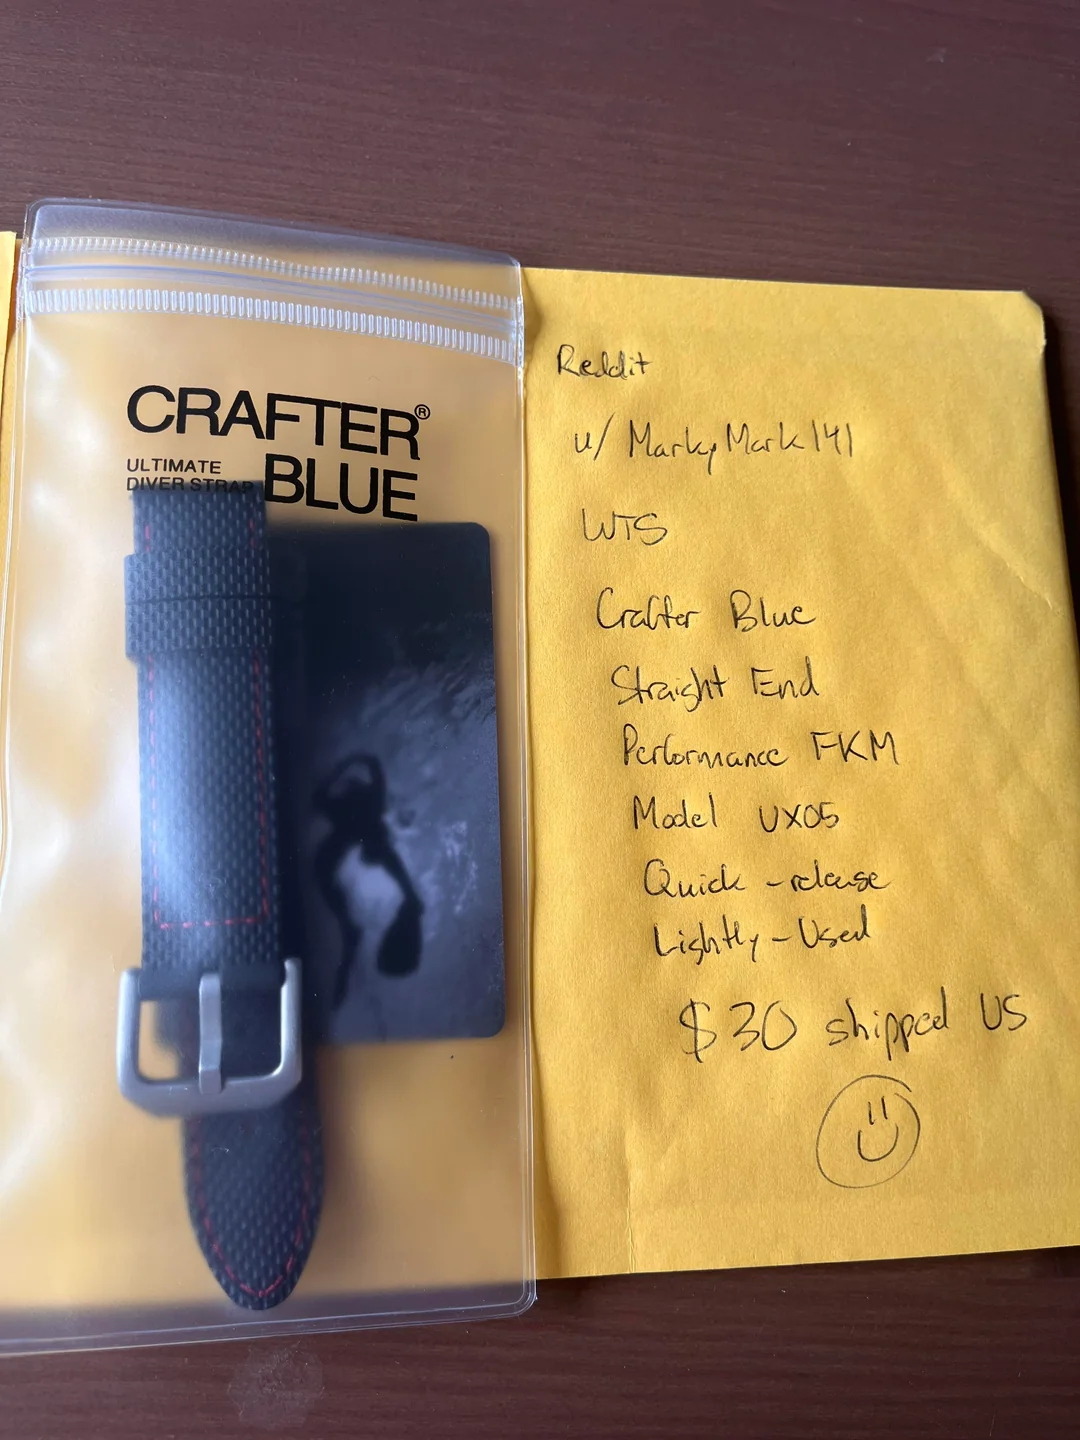 CRAFTER®
ULTIMATE
DIVER STRAP
BLUE
Reddit
u/MarkyMark141
WTS
Crafter Blue
Straight End
Performance FKM
Model UX05
Quick-release
Lightly-Used
$30 shipped US